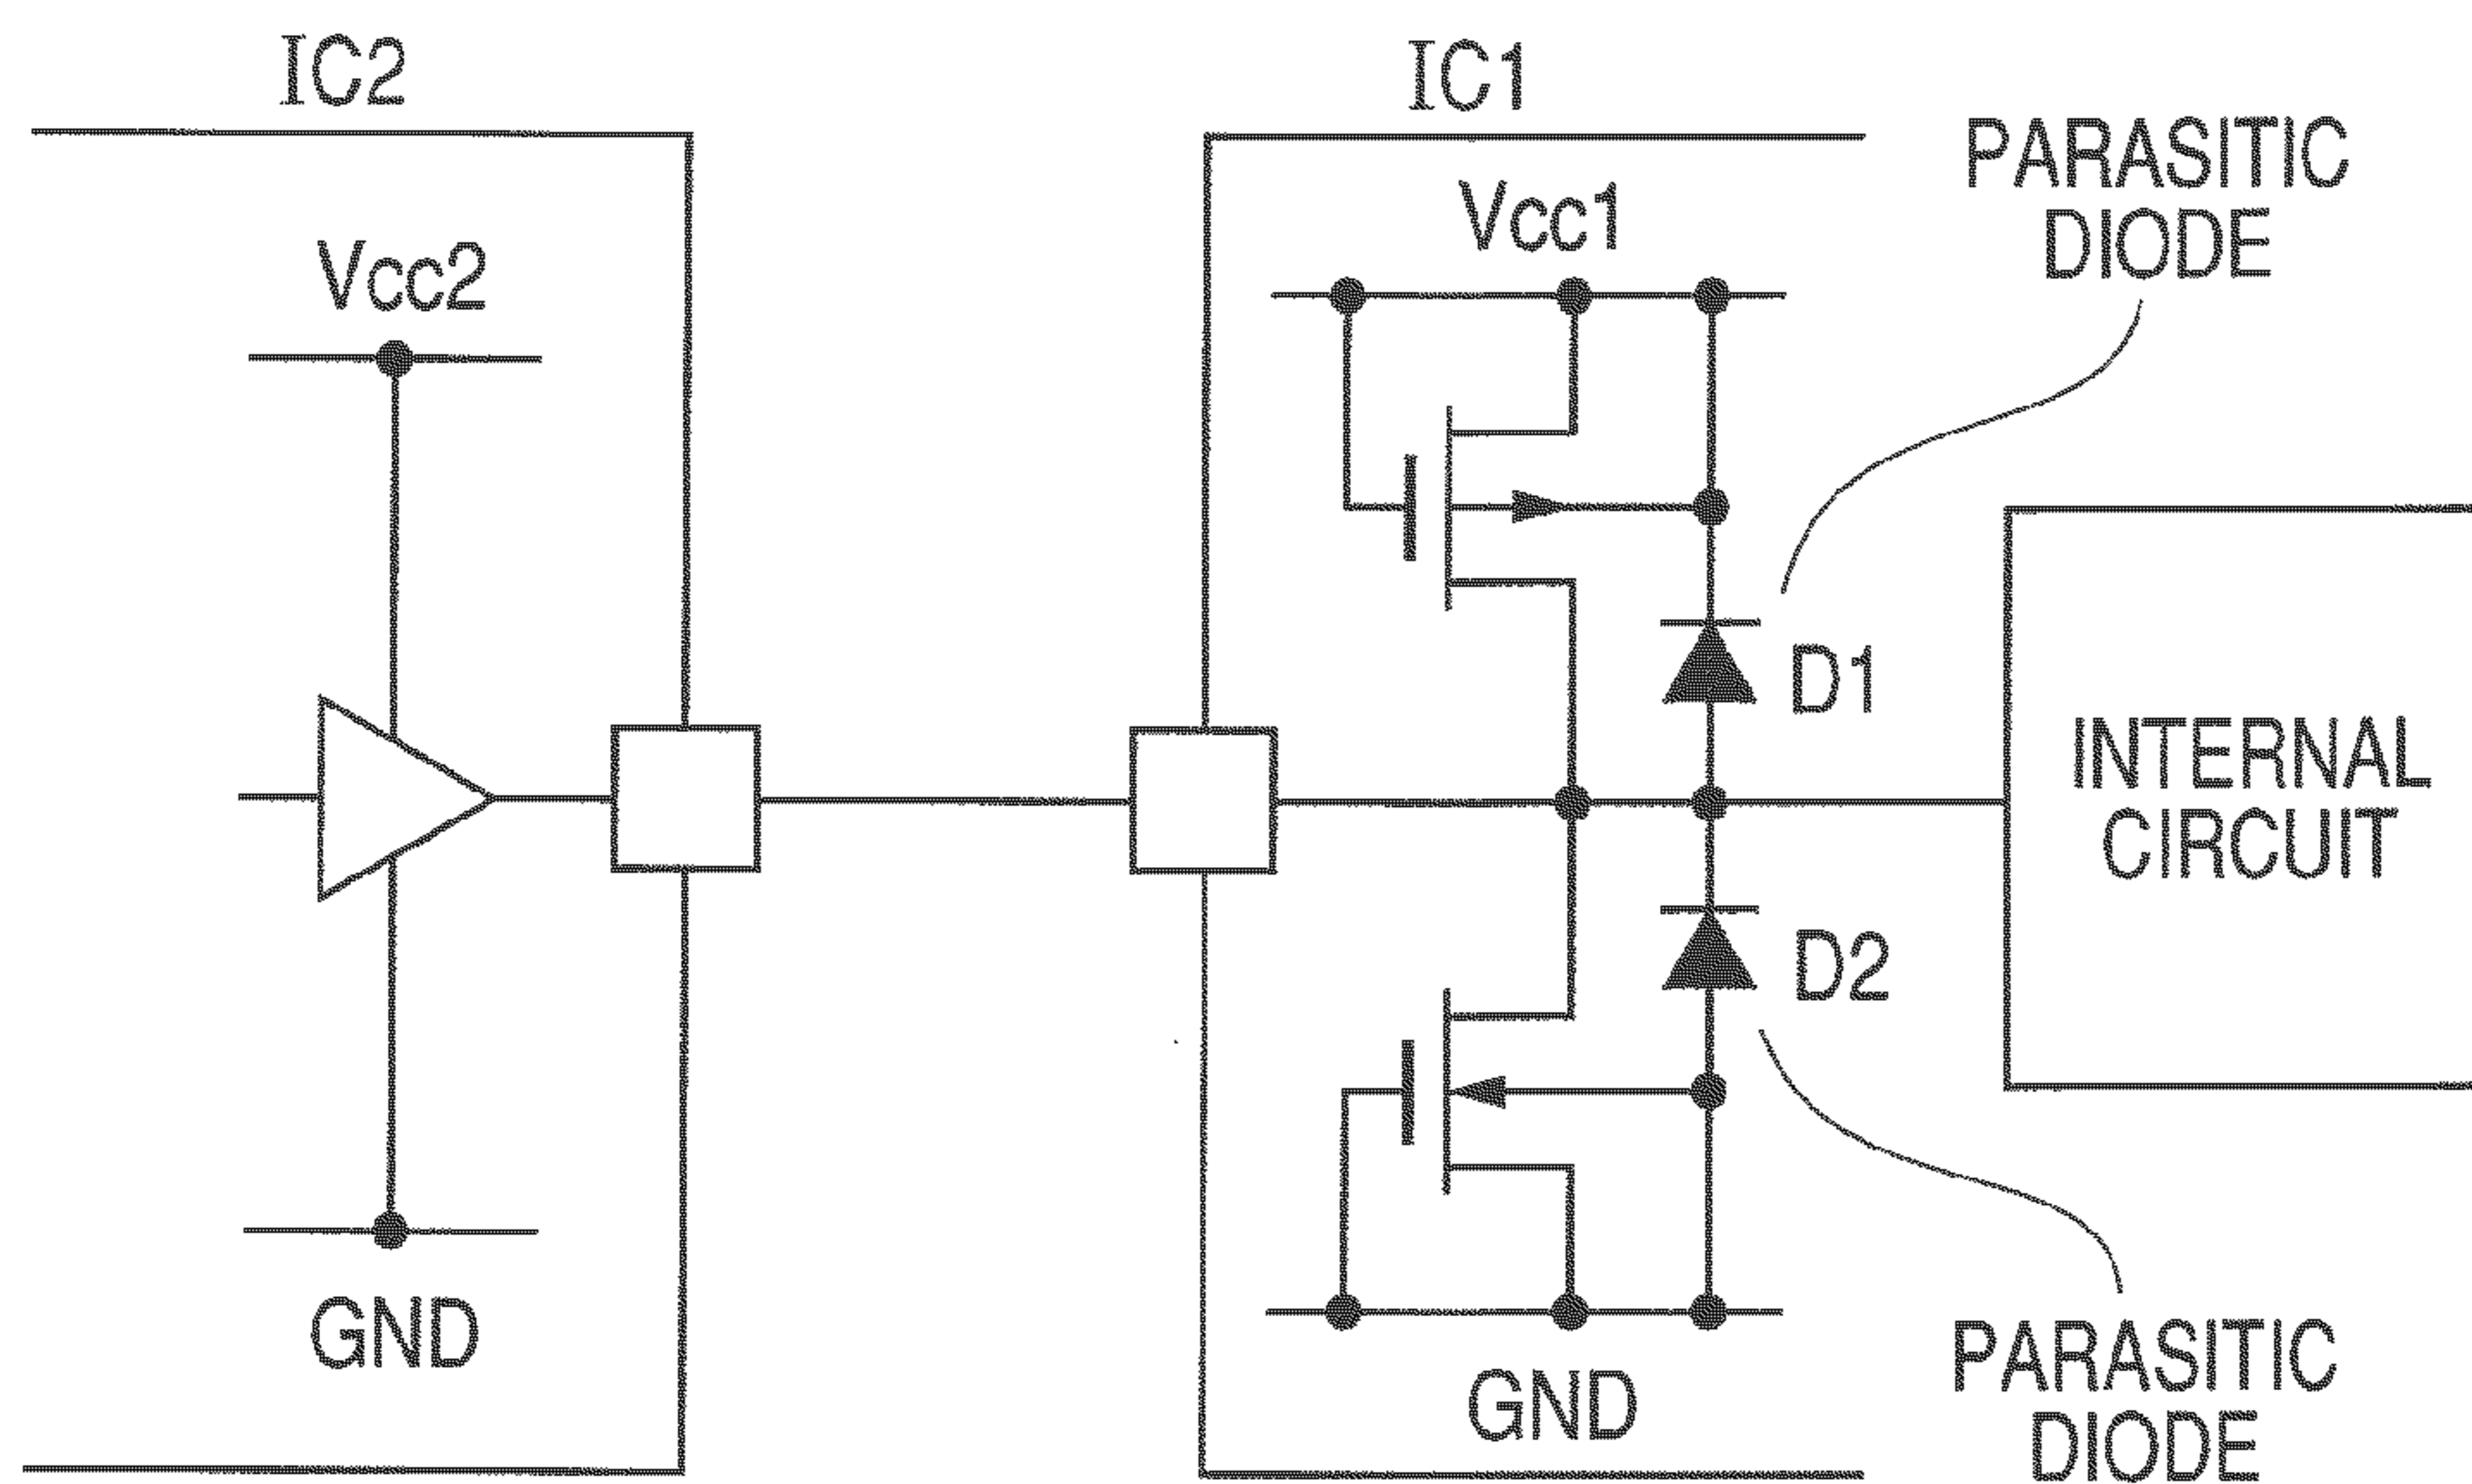 IC2
IC1
PARASITIC
DIODE
Vcc1
Vcc2
D1
INTERNAL
CIRCUIT
D2
GND
GND
PARASITIC
DIODE